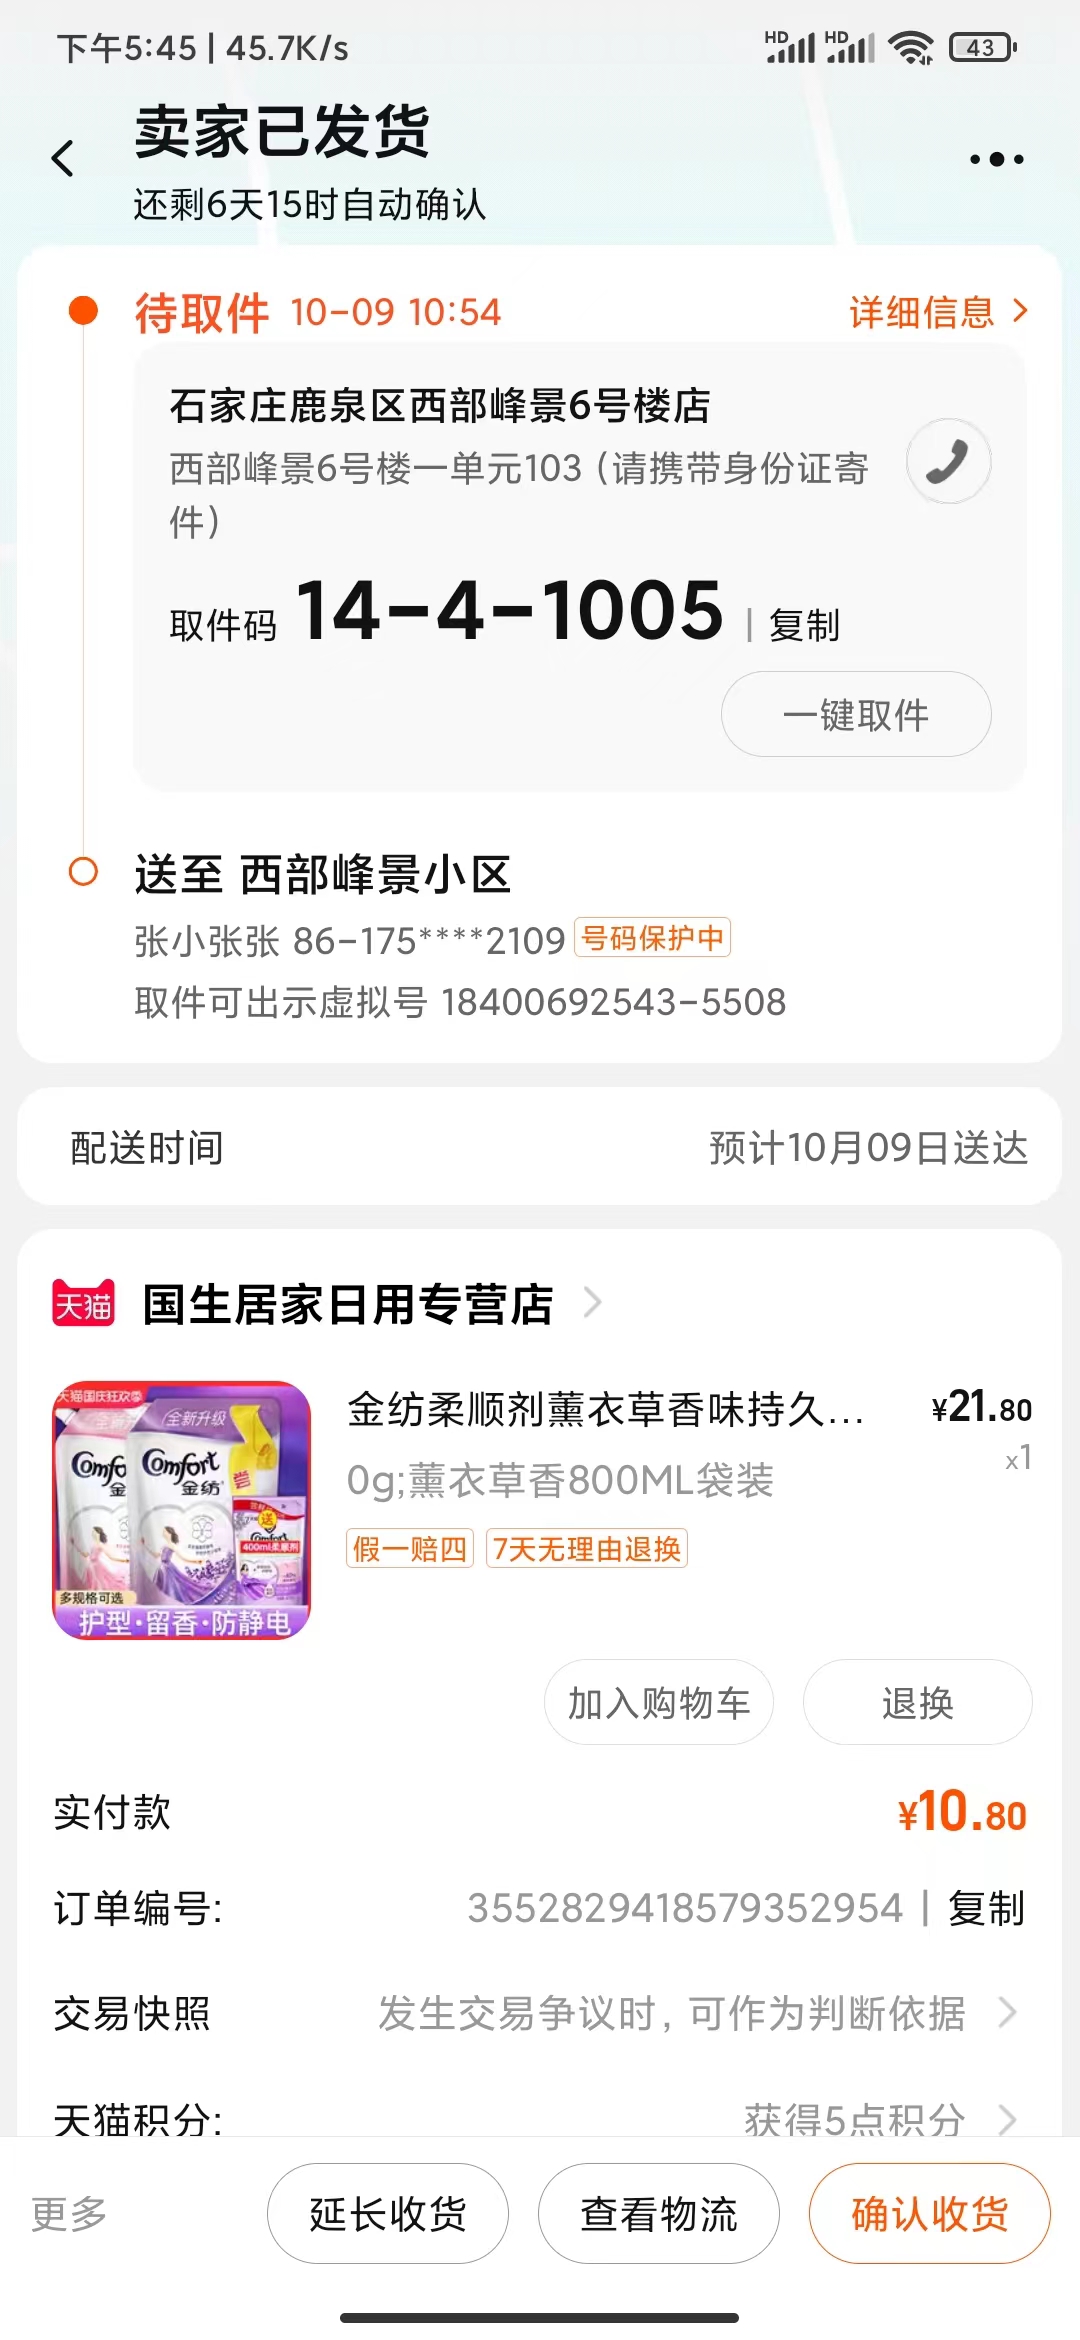 下午5:45 | 45.7K/s HD HD 43
卖家已发货
还剩6天15时自动确认
待取件 10-09 10:54 详细信息 >
石家庄鹿泉区西部峰景6号楼店
西部峰景6号楼一单元103（请携带身份证寄
件）
取件码 14-4-1005 | 复制
一键取件
送至 西部峰景小区
张小张张 86-175****2109 号码保护中
取件可出示虚拟号 18400692543-5508
配送时间 预计10月09日送达
天猫 国生居家日用专营店 >
金纺柔顺剂薰衣草香味持久... ¥21.80
0g;薰衣草香800ML袋装 x1
假一赔四 7天无理由退换
天猫国庆狂欢季
全新升级
Comfort
金纺
送
400ml柔顺剂
多规格可选
护型·留香·防静电
加入购物车 退换
实付款 ¥10.80
订单编号: 3552829418579352954 | 复制
交易快照 发生交易争议时, 可作为判断依据 >
天猫积分: 获得5点积分 >
更多 延长收货 查看物流 确认收货